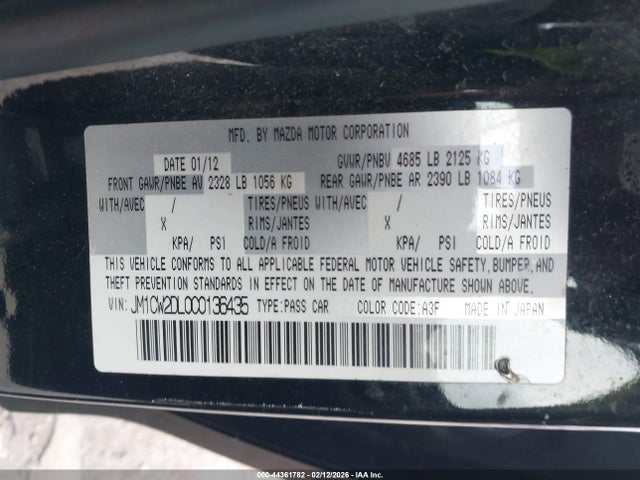 MFD. BY MAZDA MOTOR CORPORATION
DATE 01/12 GVWR/PNBV 4685 LB 2125 KG
FRONT GAWR/PNBE AV 2328 LB 1056 KG REAR GAWR/PNBE AR 2390 LB 1084 KG
WITH/AVEC / TIRES/PNEUS WITH/AVEC / TIRES/PNEUS
X RIMS/JANTES X RIMS/JANTES
KPA/ PSI COLD/A FROID KPA/ PSI COLD/A FROID
THIS VEHICLE CONFORMS TO ALL APPLICABLE FEDERAL MOTOR VEHICLE SAFETY, BUMPER, AND
THEFT PREVENTION STANDARDS IN EFFECT ON THE DATE OF MANUFACTURE SHOWN ABOVE.
VIN: JM1CW2DL0C0136435 TYPE:PASS CAR COLOR CODE: A3F MADE IN JAPAN
000-44361782 - 02/12/2026 - IAA Inc.